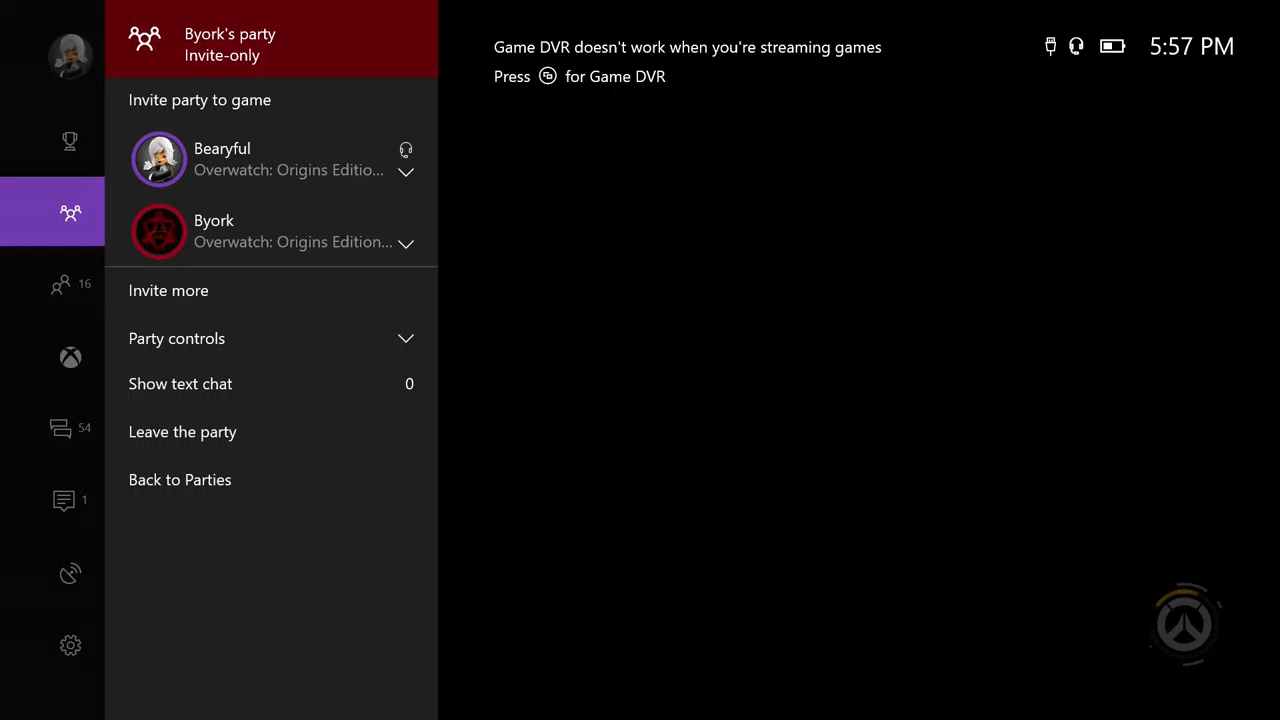 Byork's party
Invite-only
Invite party to game
Bearyful
Overwatch: Origins Editio...
Byork
Overwatch: Origins Edition...
Invite more
Party controls
Show text chat 0
Leave the party
Back to Parties
16
54
1
Game DVR doesn't work when you're streaming games
Press for Game DVR
5:57 PM